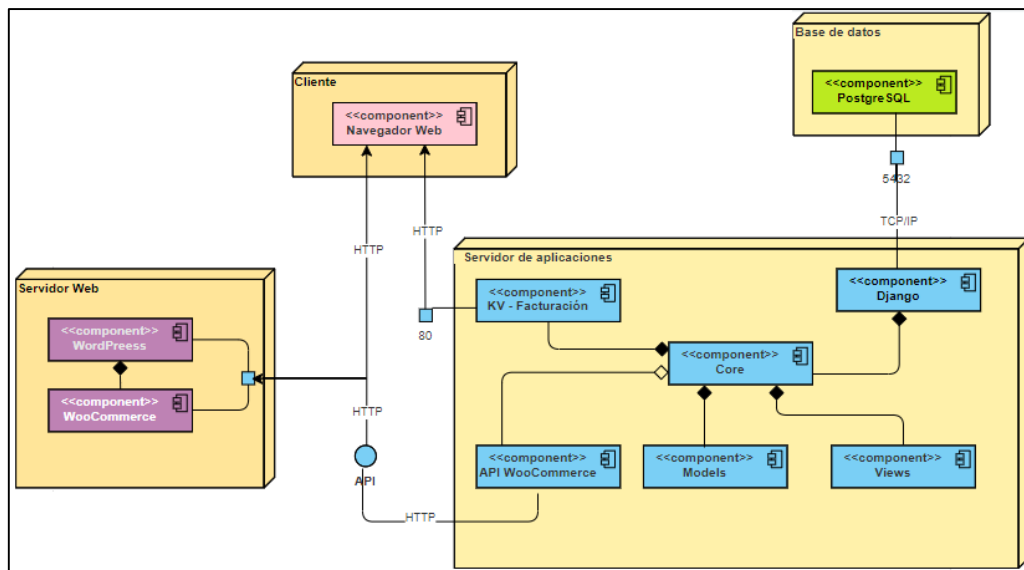 Base de datos
<<component>>
PostgreSQL
5432
TCP/IP
Cliente
<<component>>
Navegador Web
HTTP
HTTP
80
Servidor Web
<<component>>
WordPreess
<<component>>
WooCommerce
HTTP
API
HTTP
Servidor de aplicaciones
<<component>>
KV - Facturación
<<component>>
Django
<<component>>
Core
<<component>>
API WooCommerce
<<component>>
Models
<<component>>
Views